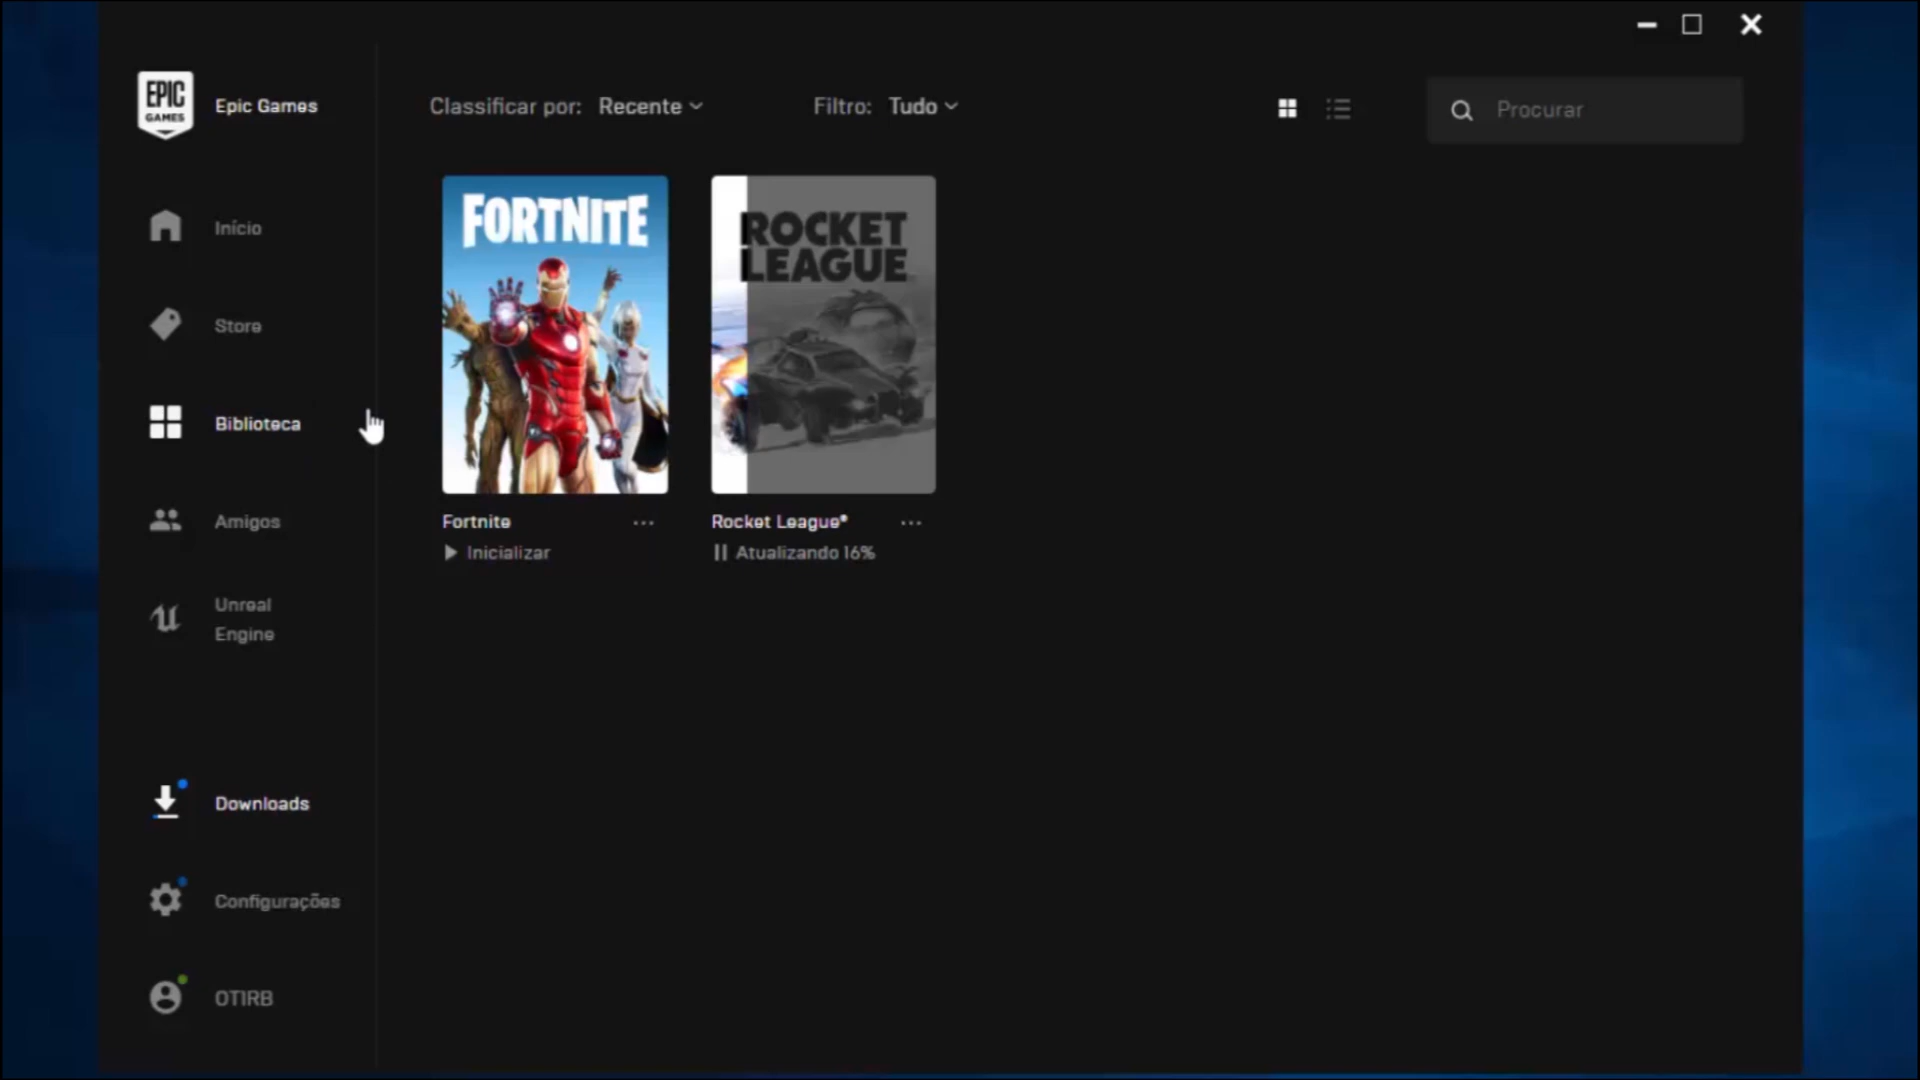 EPIC
GAMES
Epic Games
Classificar por: Recente
Filtro: Tudo
Procurar
Início
Store
Biblioteca
Amigos
Unreal
Engine
Downloads
Configurações
OTIRB
FORTNITE
Fortnite
Inicializar
ROCKET
LEAGUE
Rocket League®
Atualizando 16%